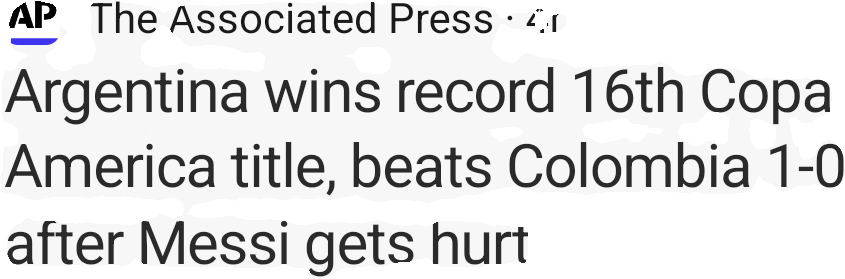 AP The Associated Press ·
Argentina wins record 16th Copa
America title, beats Colombia 1-0
after Messi gets hurt